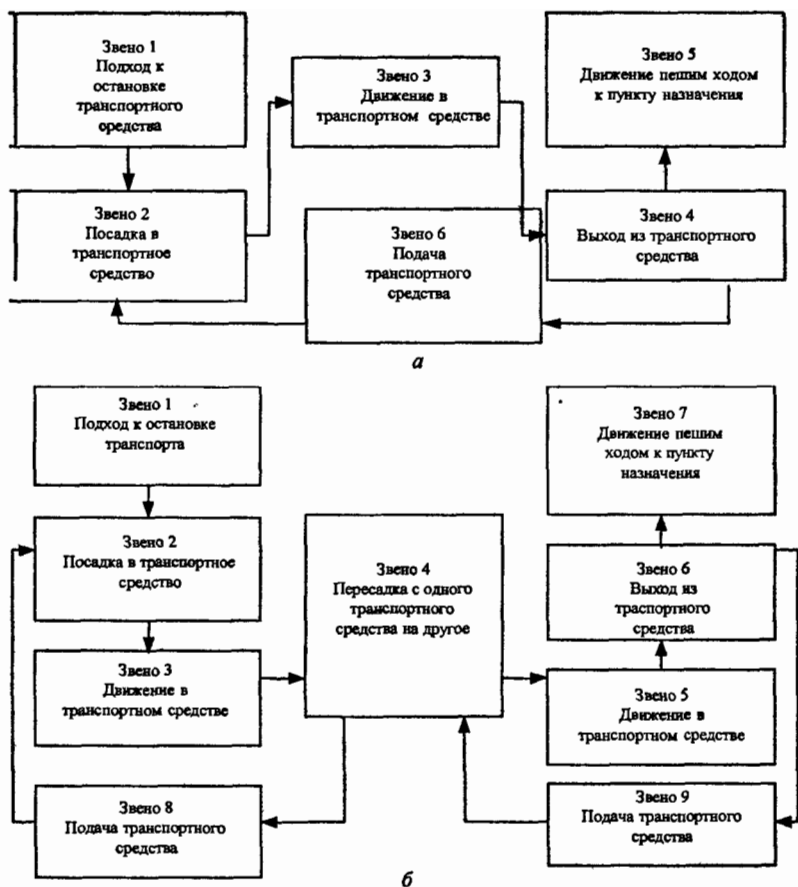 Звено 1
Подход к
остановке
транспортного
средства
Звено 2
Посадка в
транспортное
средство
Звено 3
Движение в
транспортном средстве
Звено 6
Подача
транспортного
средства
Звено 5
Движение пешим ходом
к пункту назначения
Звено 4
Выход из транспортного
средства
а
Звено 1
Подход к остановке
транспорта
Звено 2
Посадка в транспортное
средство
Звено 3
Движение в
транспортном средстве
Звено 8
Подача транспортного
средства
Звено 4
Пересадка с одного
транспортного
средства на другое
Звено 7
Движение пешим
ходом к пункту
назначения
Звено 6
Выход из
траспортного
средства
Звено 5
Движение в
транспортном средстве
Звено 9
Подача транспортного
средства
б